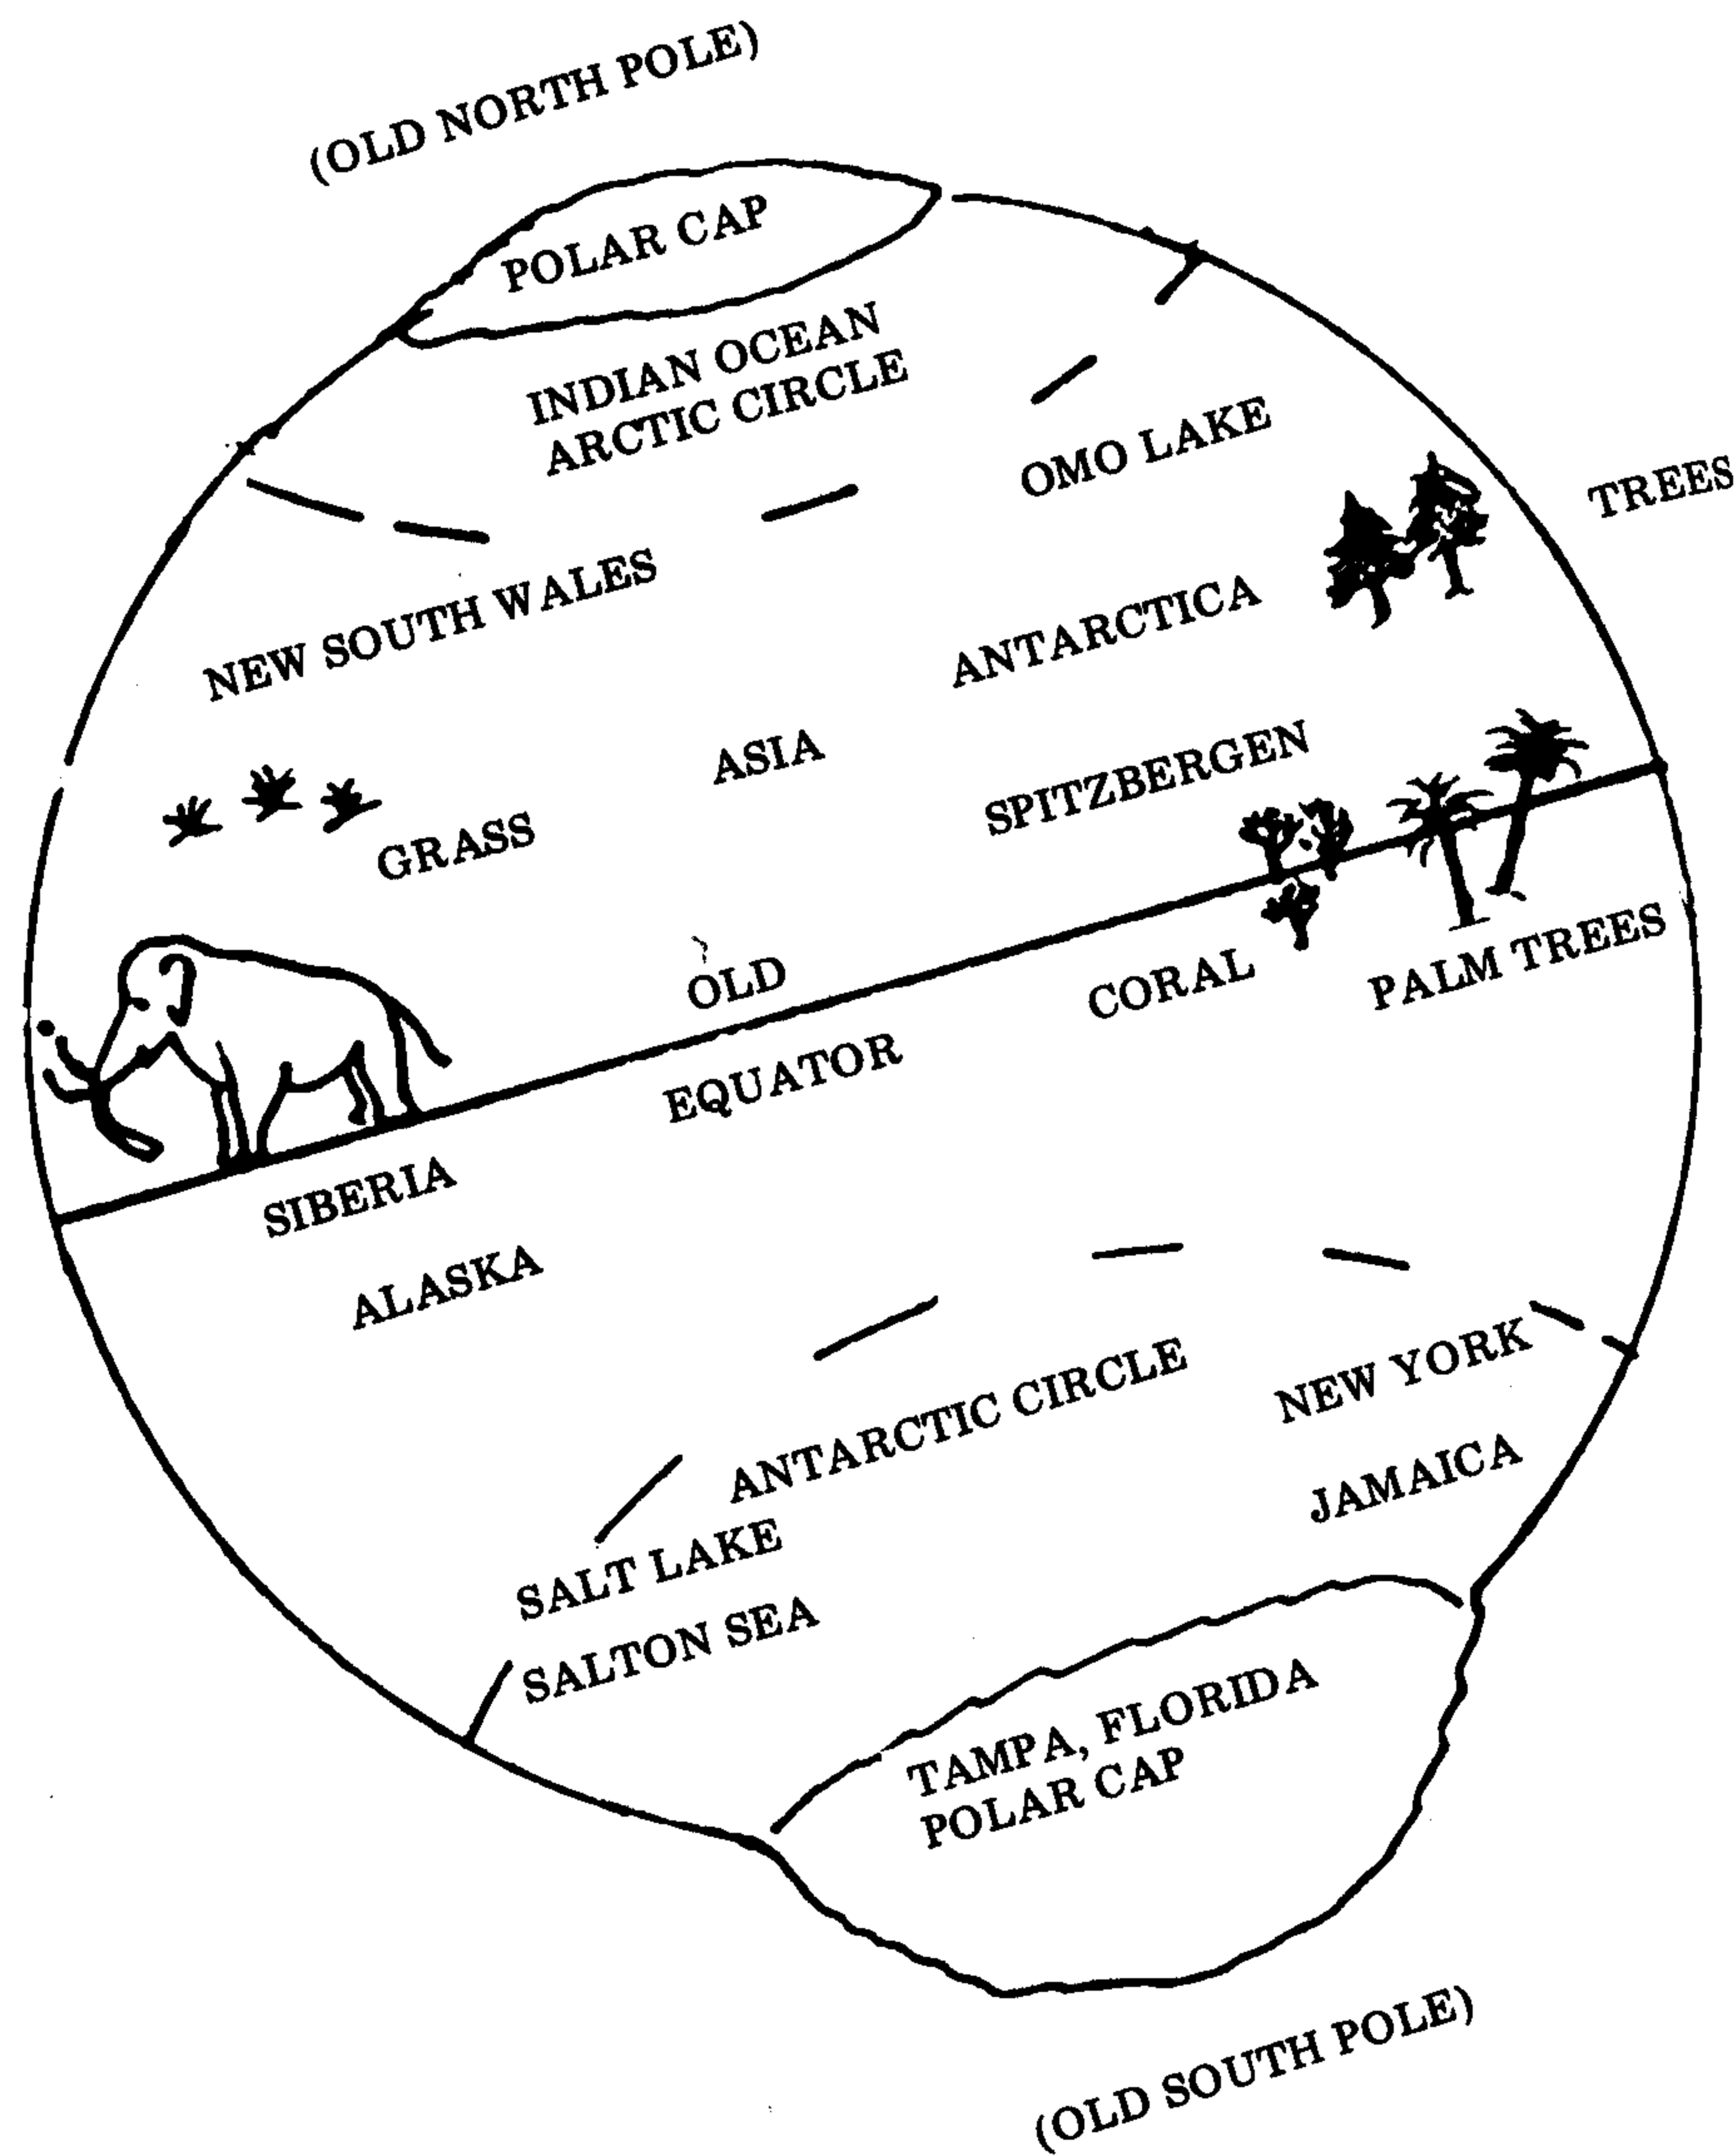 (OLD NORTH POLE)
POLAR CAP
INDIAN OCEAN
ARCTIC CIRCLE
OMO LAKE
TREES
NEW SOUTH WALES
ANTARCTICA
ASIA
SPITZBERGEN
GRASS
OLD
EQUATOR
CORAL
PALM TREES
SIBERIA
ALASKA
ANTARCTIC CIRCLE
NEW YORK
JAMAICA
SALT LAKE
SALTON SEA
TAMPA, FLORIDA
POLAR CAP
(OLD SOUTH POLE)